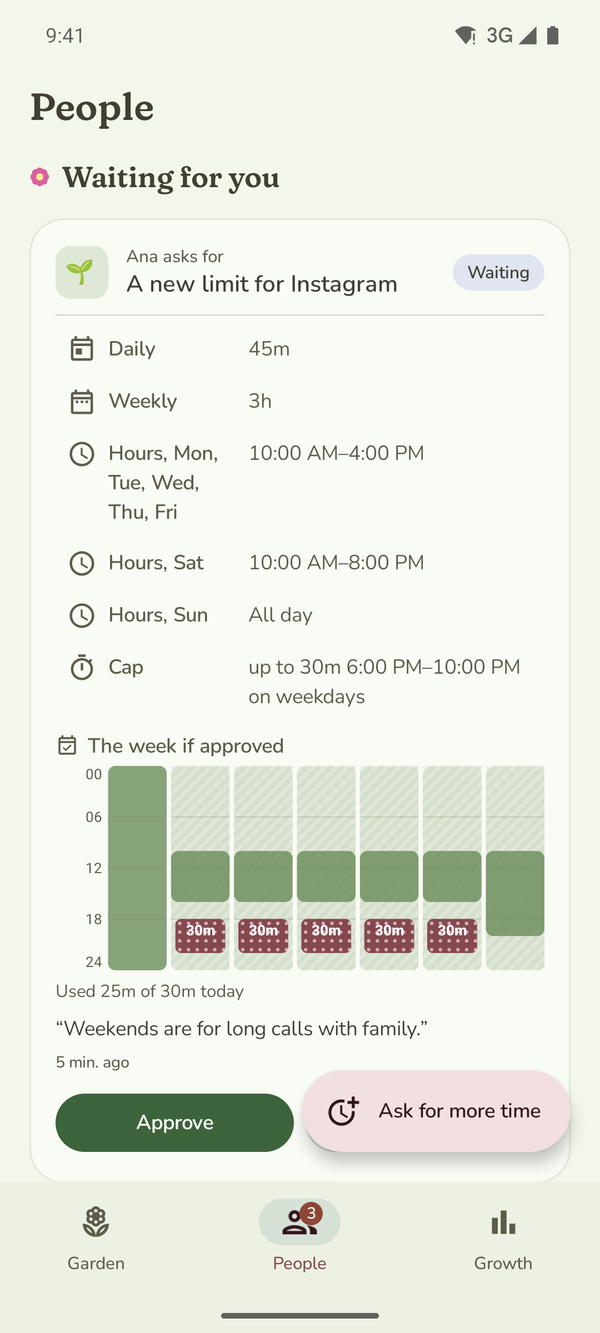 9:41
3G
People
Waiting for you
Ana asks for
A new limit for Instagram
Waiting
Daily
45m
Weekly
3h
Hours, Mon,
Tue, Wed,
Thu, Fri
10:00 AM–4:00 PM
Hours, Sat
10:00 AM–8:00 PM
Hours, Sun
All day
Cap
up to 30m 6:00 PM–10:00 PM
on weekdays
The week if approved
00
06
12
18
24
30m
30m
30m
30m
30m
Used 25m of 30m today
“Weekends are for long calls with family.”
5 min. ago
Approve
Ask for more time
Garden
3
People
Growth